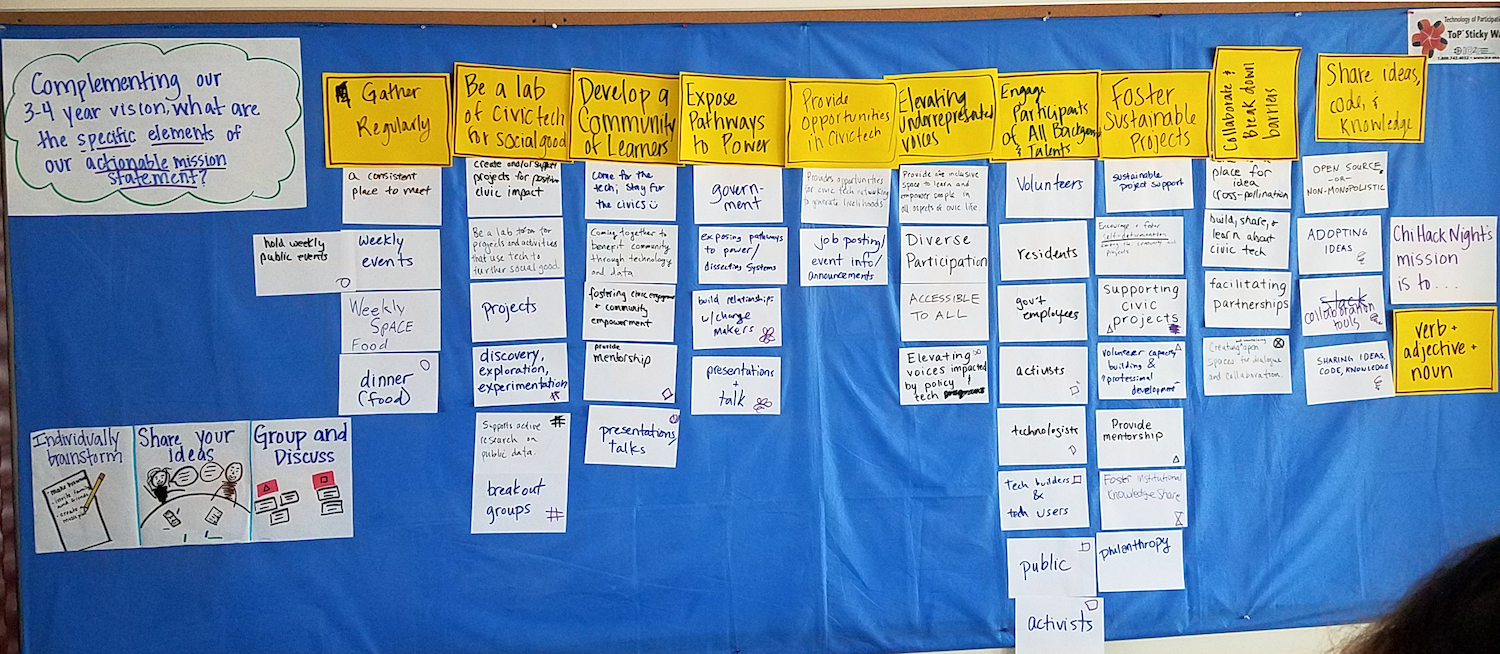 Complementing our
3-4 year vision, what are
the specific elements of
our actionable mission
statement?
Individually
brainstorm
Share your
ideas
Group and
Discuss
Gather
Regularly
a consistent
place to meet
hold weekly
public events
weekly
events
Weekly
SPACE
Food
dinner
(food)
Be a lab
of Civic tech
for social good
create and/or support
projects for positive
civic impact
Be a lab
for
projects and activities
that use tech to
further social good.
projects
discovery,
exploration,
experimentation
#
Supports active
research on
public data.
#
breakout
groups
#
Develop a
Community
of Learners
come for the
tech, stay for
the civics
Coming together to
benefit community
through technology
and data.
fostering civic engagement
& community
empowerment
provide
mentorship
presentations/
talks
Expose
Pathways
to Power
govern-
ment
exposing pathways
to power/
dissecting systems
build relationships
w/change
makers
presentations
+
talk
Provide
Opportunities
in Civictech
Provides opportunities
for civic tech networking
to generate livelihoods
job posting/
event info/
announcements
Elevating
Underrepresented
voices
Provide an inclusive
space to learn and
empower people in
all aspects of civic life.
Diverse
Participation
ACCESSIBLE
TO ALL
Elevating
voices impacted
by policy &
tech
Engage
Participants
of All Backgrounds
& Talents
Volunteers
residents
gov't
employees
activists
technologists
tech builders
&
tech users
public
activists
Foster
Sustainable
Projects
sustainable
project support
Encourage & foster
self-determination
projects
Supporting
civic
projects
volunteer capacity
building &
professional
development
Provide
mentorship
Foster Institutional
Knowledge Share
philanthropy
Collaborate &
Break down
barriers
place for
idea
cross-pollination
build, share, &
learn about
civic tech
facilitating
partnerships
Creating open
spaces for dialogue
and collaboration.
Share ideas,
code, &
knowledge
OPEN SOURCE
-OR-
NON-MONOPOLISTIC
ADOPTING
IDEAS
slack
collaboration
tools
SHARING IDEAS,
CODE, KNOWLEDGE
Chi Hack Night's
mission
is to...
verb +
adjective +
noun
Technology of Participa
ToP Sticky Wa